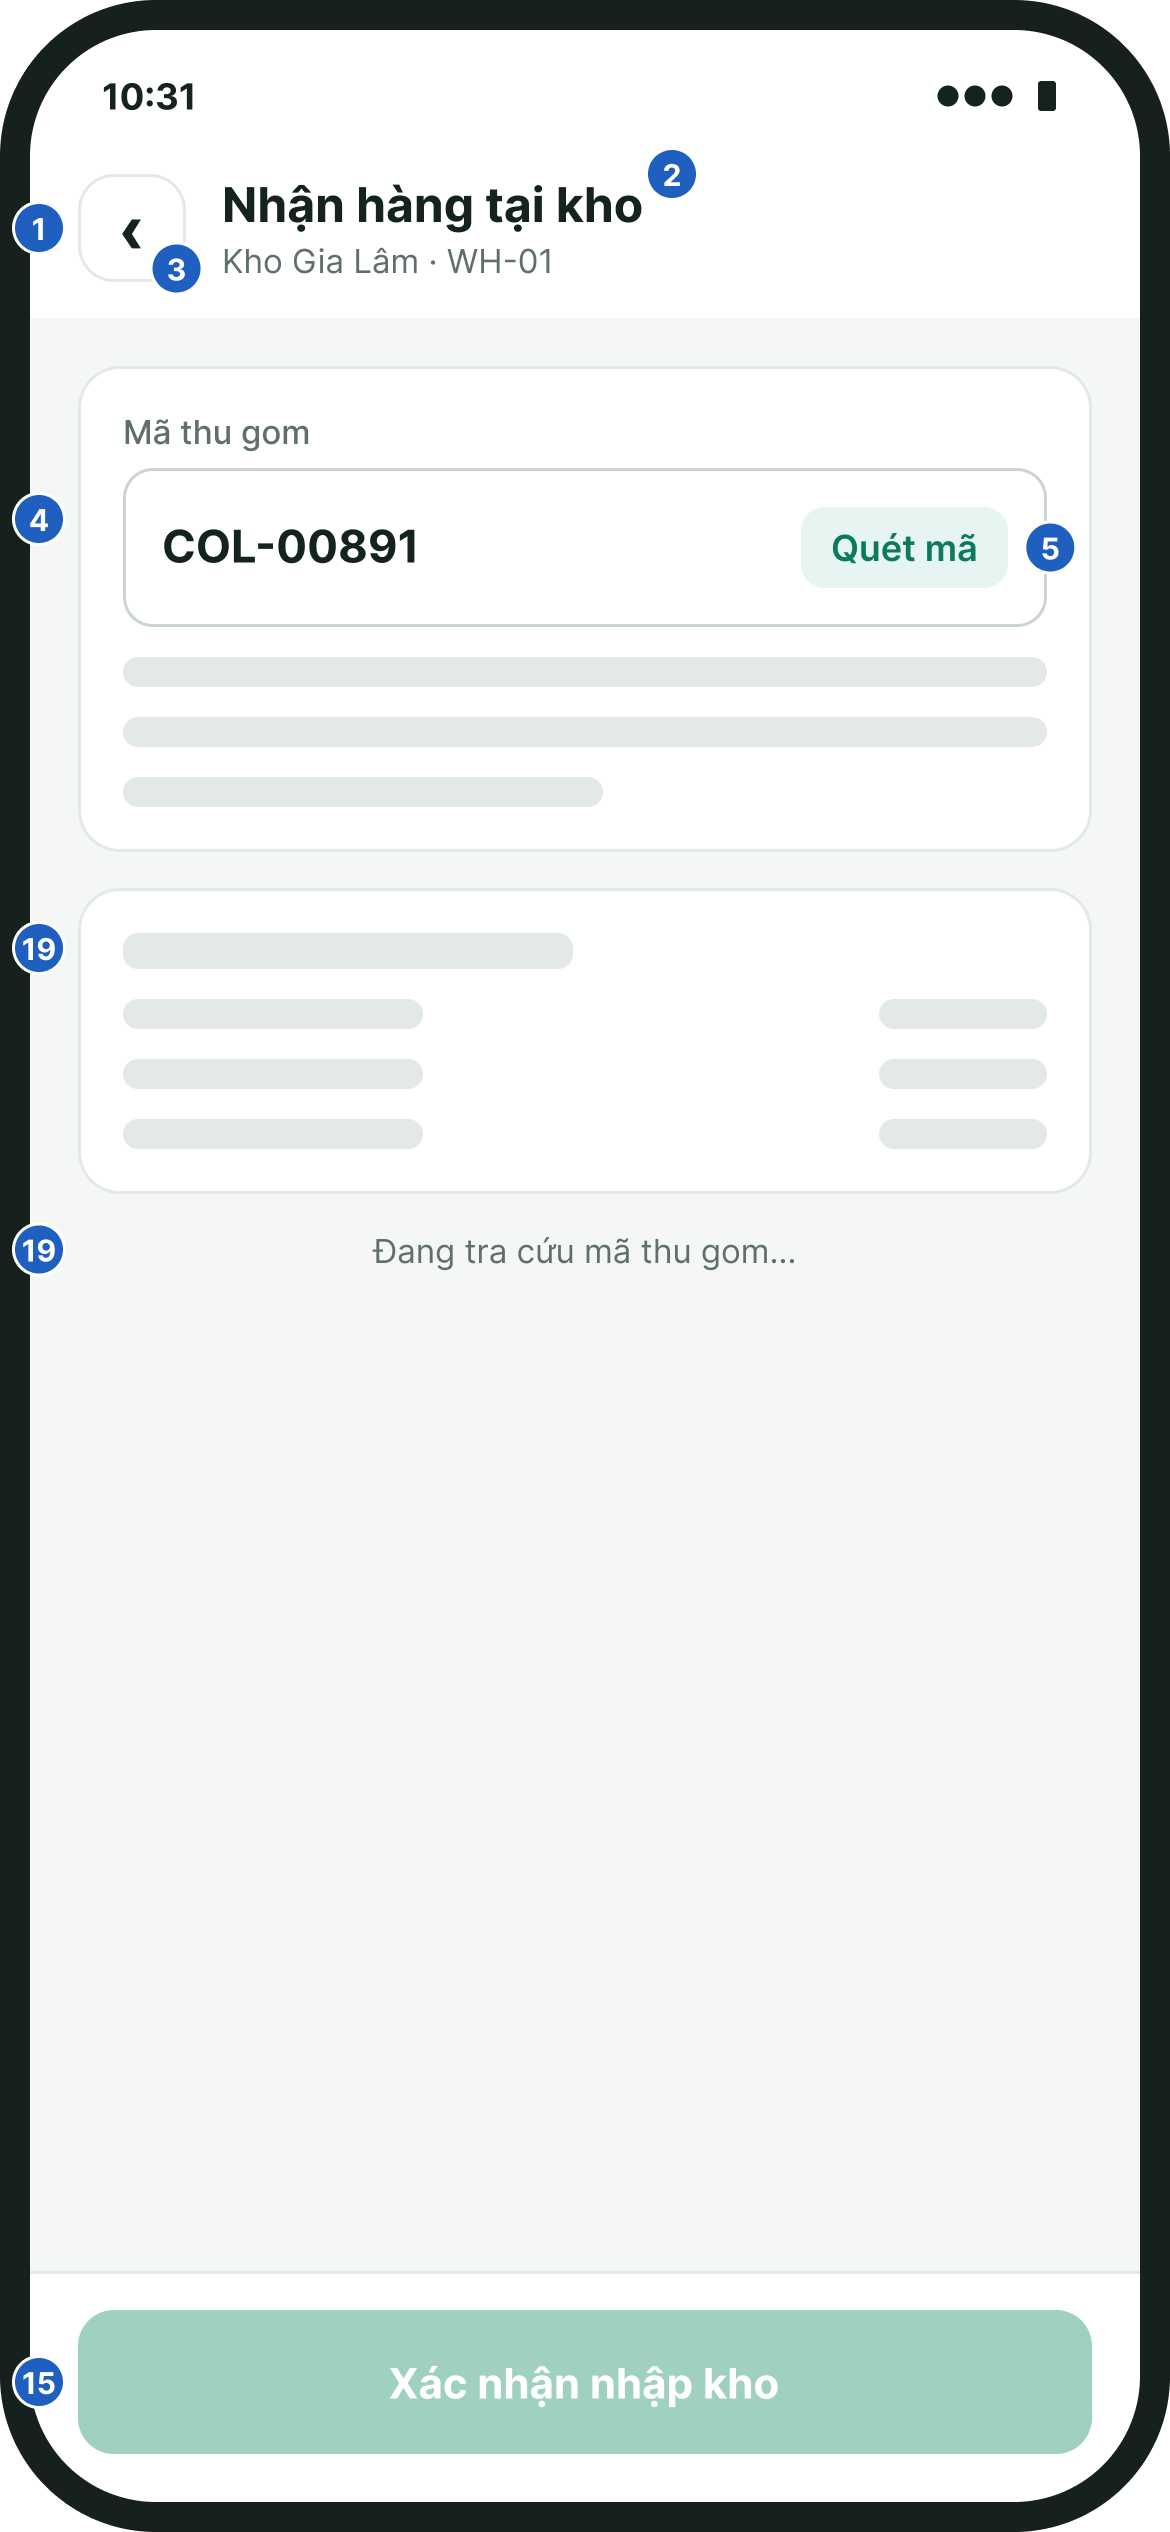 10:31
1
‹
3
Nhận hàng tại kho
2
Kho Gia Lâm · WH-01
Mã thu gom
4
COL-00891
Quét mã
5
19
19
Đang tra cứu mã thu gom...
15
Xác nhận nhập kho